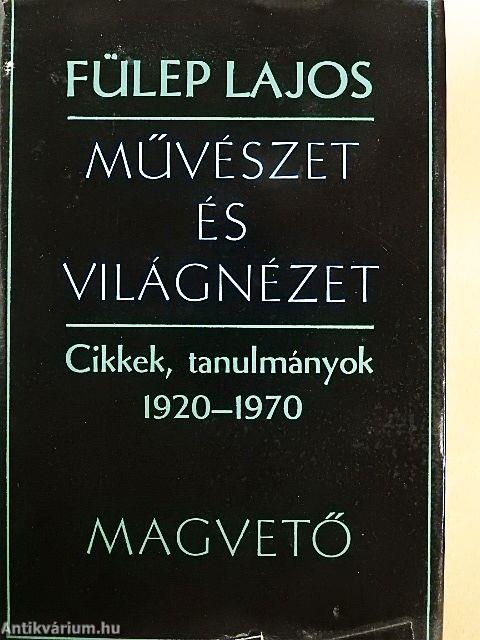 FÜLEP LAJOS
MŰVÉSZET
ÉS
VILÁGNÉZET
Cikkek, tanulmányok
1920–1970
MAGVETŐ
Antikvárium.hu